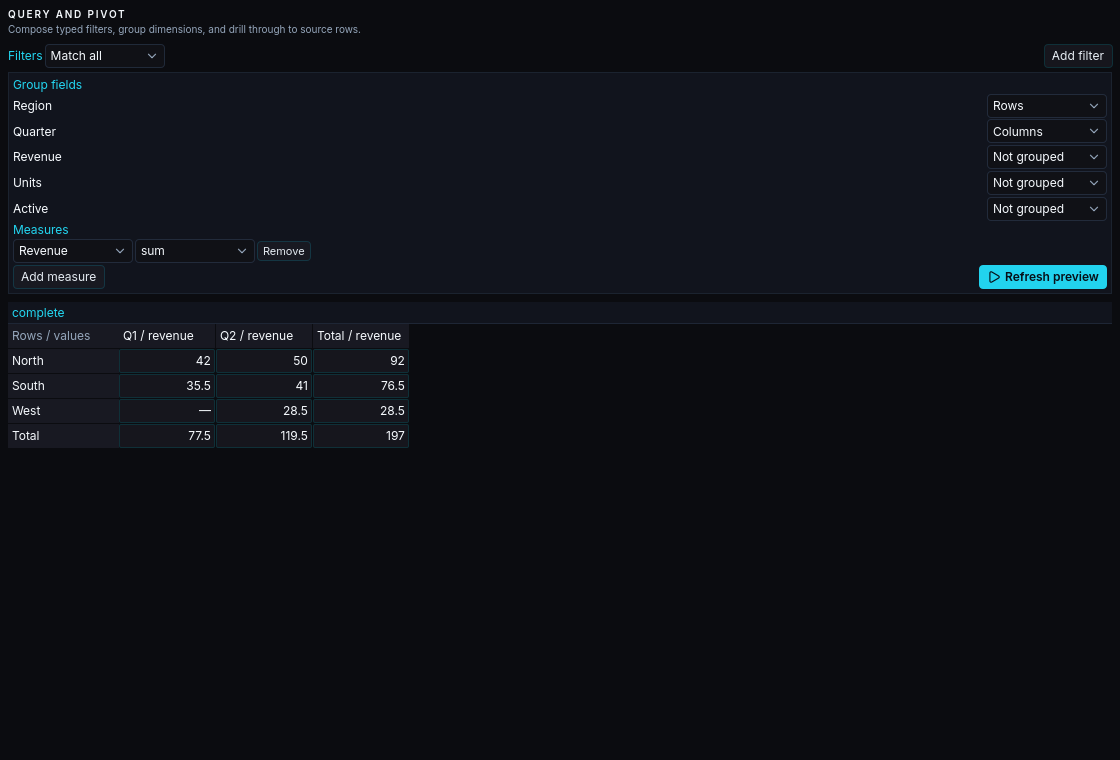 QUERY AND PIVOT
Compose typed filters, group dimensions, and drill through to source rows.
Filters Match all Add filter
Group fields
Region Rows
Quarter Columns
Revenue Not grouped
Units Not grouped
Active Not grouped
Measures
Revenue sum Remove
Add measure Refresh preview
complete
Rows / values Q1 / revenue Q2 / revenue Total / revenue
North 42 50 92
South 35.5 41 76.5
West — 28.5 28.5
Total 77.5 119.5 197